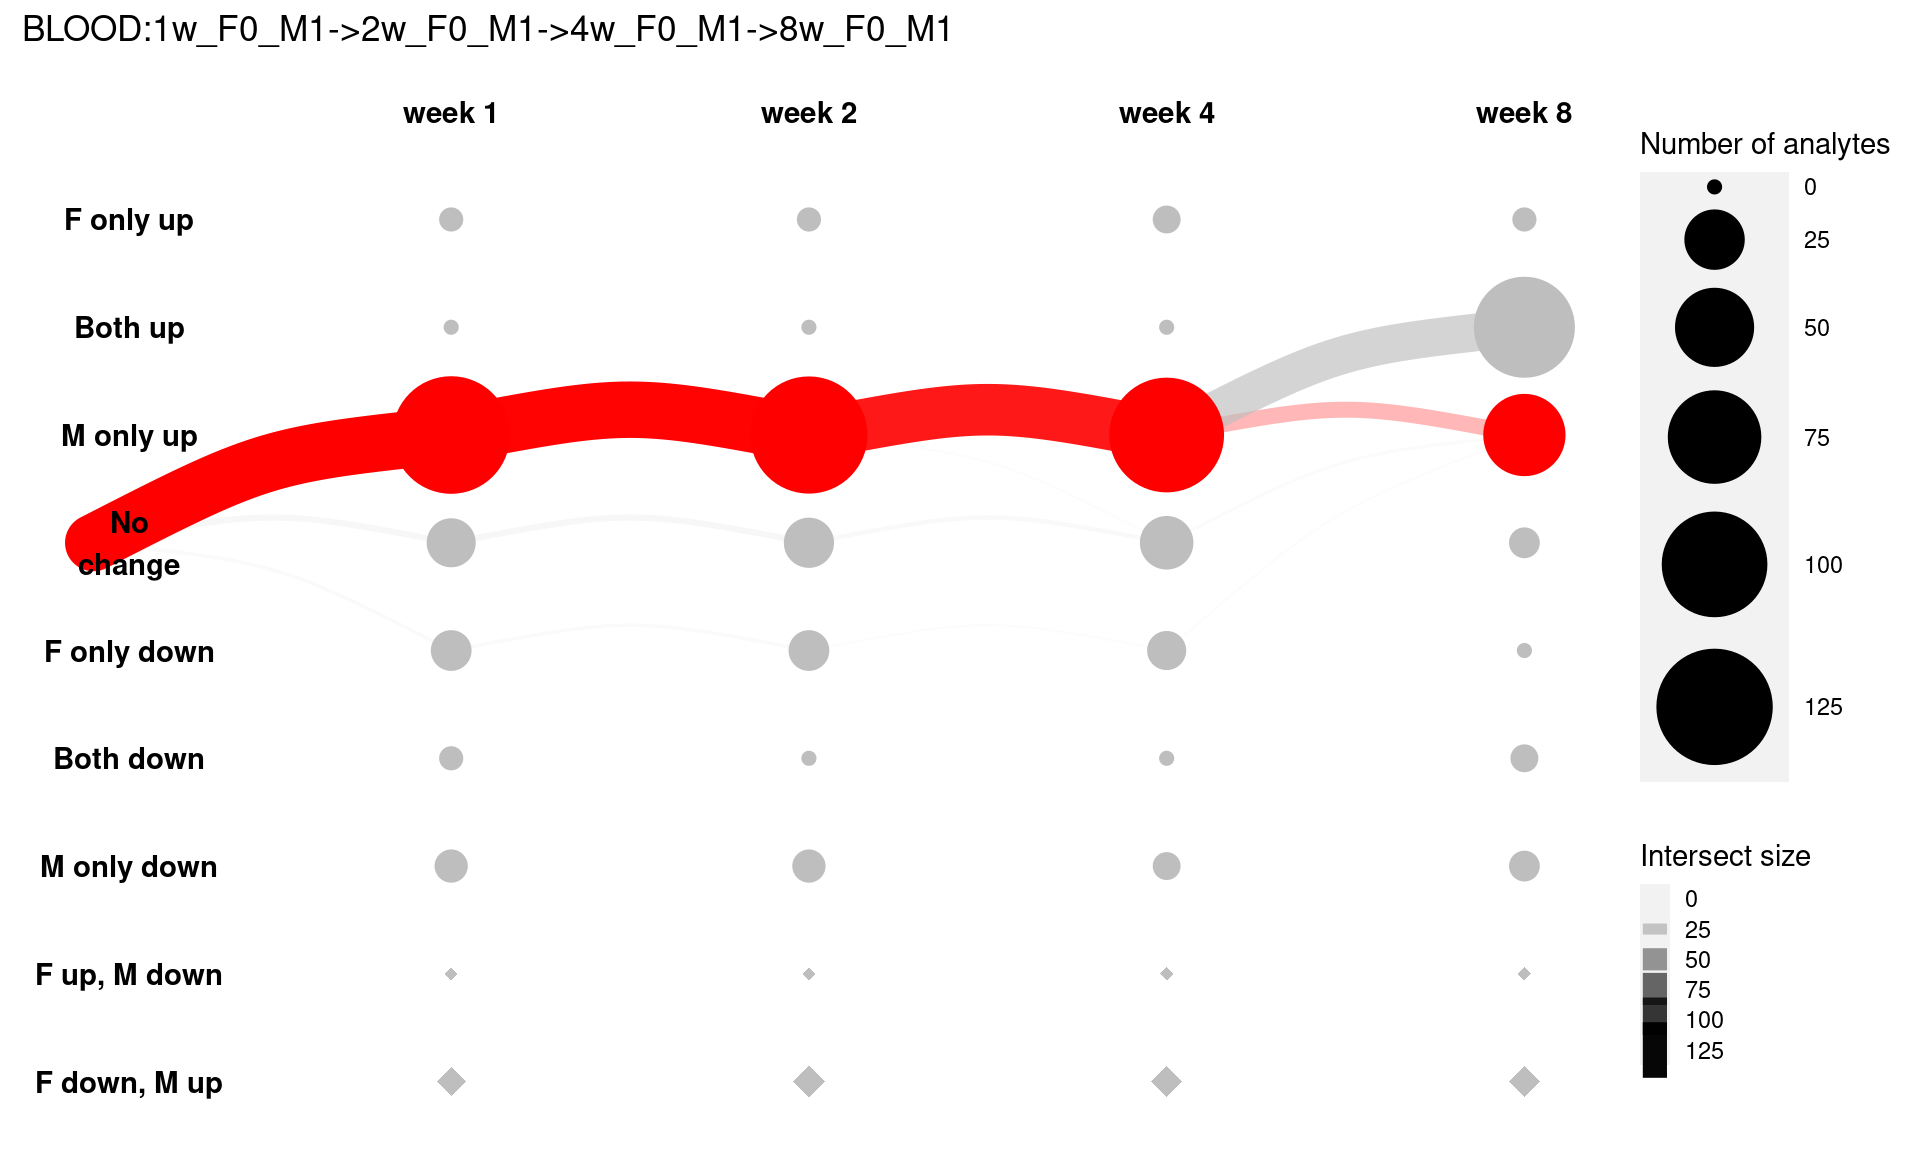 BLOOD:1w_F0_M1->2w_F0_M1->4w_F0_M1->8w_F0_M1
week 1
week 2
week 4
week 8
F only up
Both up
M only up
No
change
F only down
Both down
M only down
F up, M down
F down, M up
Number of analytes
0
25
50
75
100
125
Intersect size
0
25
50
75
100
125